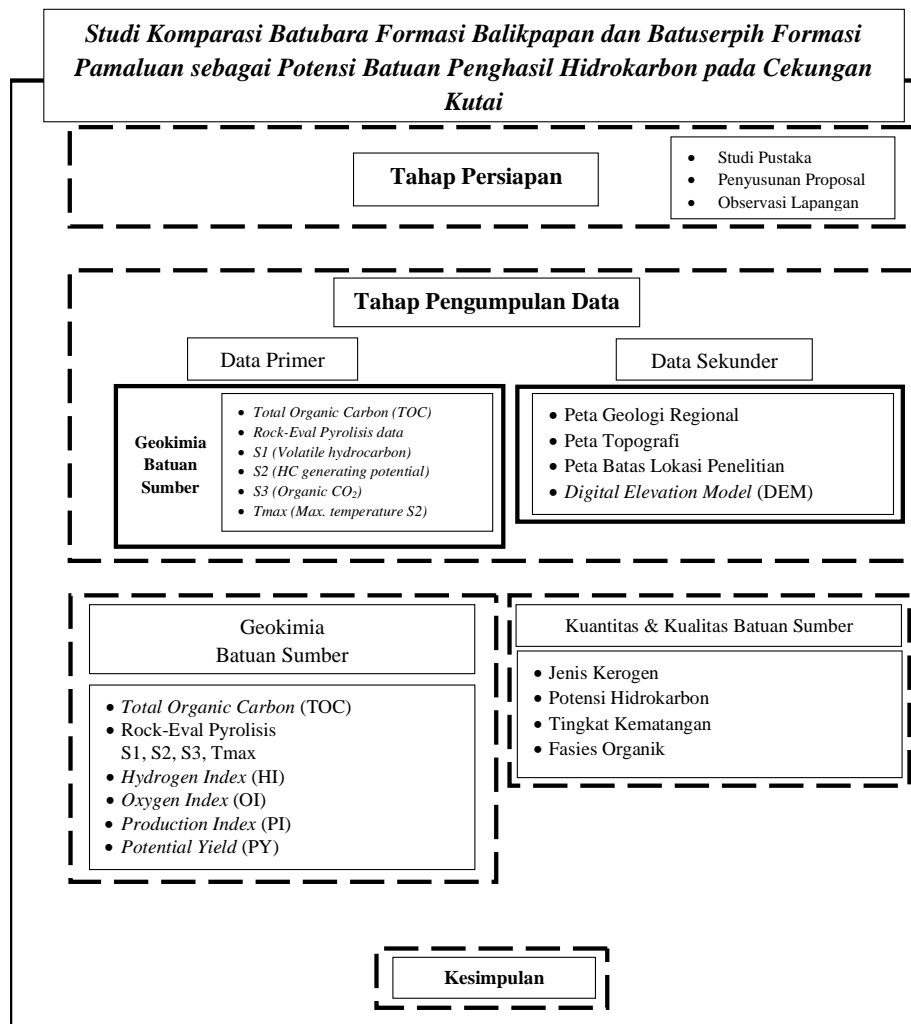 Studi Komparasi Batubara Formasi Balikpapan dan Batuserpih Formasi
Pamaluan sebagai Potensi Batuan Penghasil Hidrokarbon pada Cekungan
Kutai
Tahap Persiapan
• Studi Pustaka
• Penyusunan Proposal
• Observasi Lapangan
Tahap Pengumpulan Data
Data Primer
Geokimia
Batuan
Sumber
• Total Organic Carbon (TOC)
• Rock-Eval Pyrolisis data
• S1 (Volatile hydrocarbon)
• S2 (HC generating potential)
• S3 (Organic CO₂)
• Tmax (Max. temperature S2)
Data Sekunder
• Peta Geologi Regional
• Peta Topografi
• Peta Batas Lokasi Penelitian
• Digital Elevation Model (DEM)
Geokimia
Batuan Sumber
• Total Organic Carbon (TOC)
• Rock-Eval Pyrolisis
S1, S2, S3, Tmax
• Hydrogen Index (HI)
• Oxygen Index (OI)
• Production Index (PI)
• Potential Yield (PY)
Kuantitas & Kualitas Batuan Sumber
• Jenis Kerogen
• Potensi Hidrokarbon
• Tingkat Kematangan
• Fasies Organik
Kesimpulan